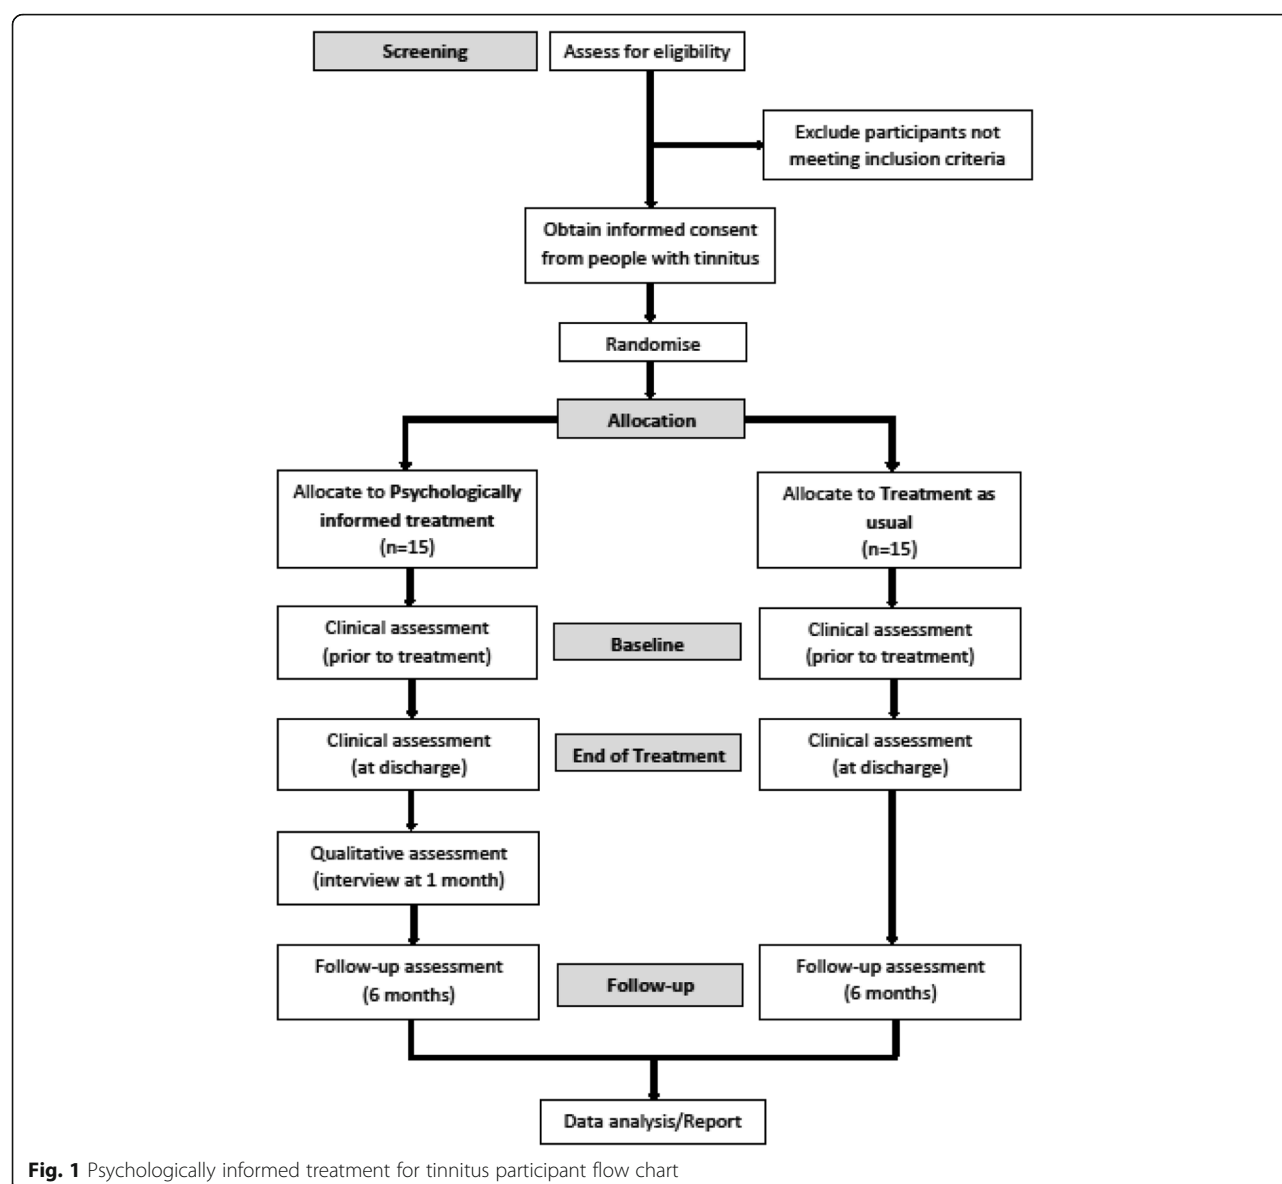 Screening
Assess for eligibility
Exclude participants not
meeting inclusion criteria
Obtain informed consent
from people with tinnitus
Randomise
Allocation
Allocate to Psychologically
informed treatment
(n=15)
Allocate to Treatment as
usual
(n=15)
Clinical assessment
(prior to treatment)
Baseline
Clinical assessment
(prior to treatment)
Clinical assessment
(at discharge)
End of Treatment
Clinical assessment
(at discharge)
Qualitative assessment
(interview at 1 month)
Follow-up assessment
(6 months)
Follow-up
Follow-up assessment
(6 months)
Data analysis/Report
Fig. 1 Psychologically informed treatment for tinnitus participant flow chart